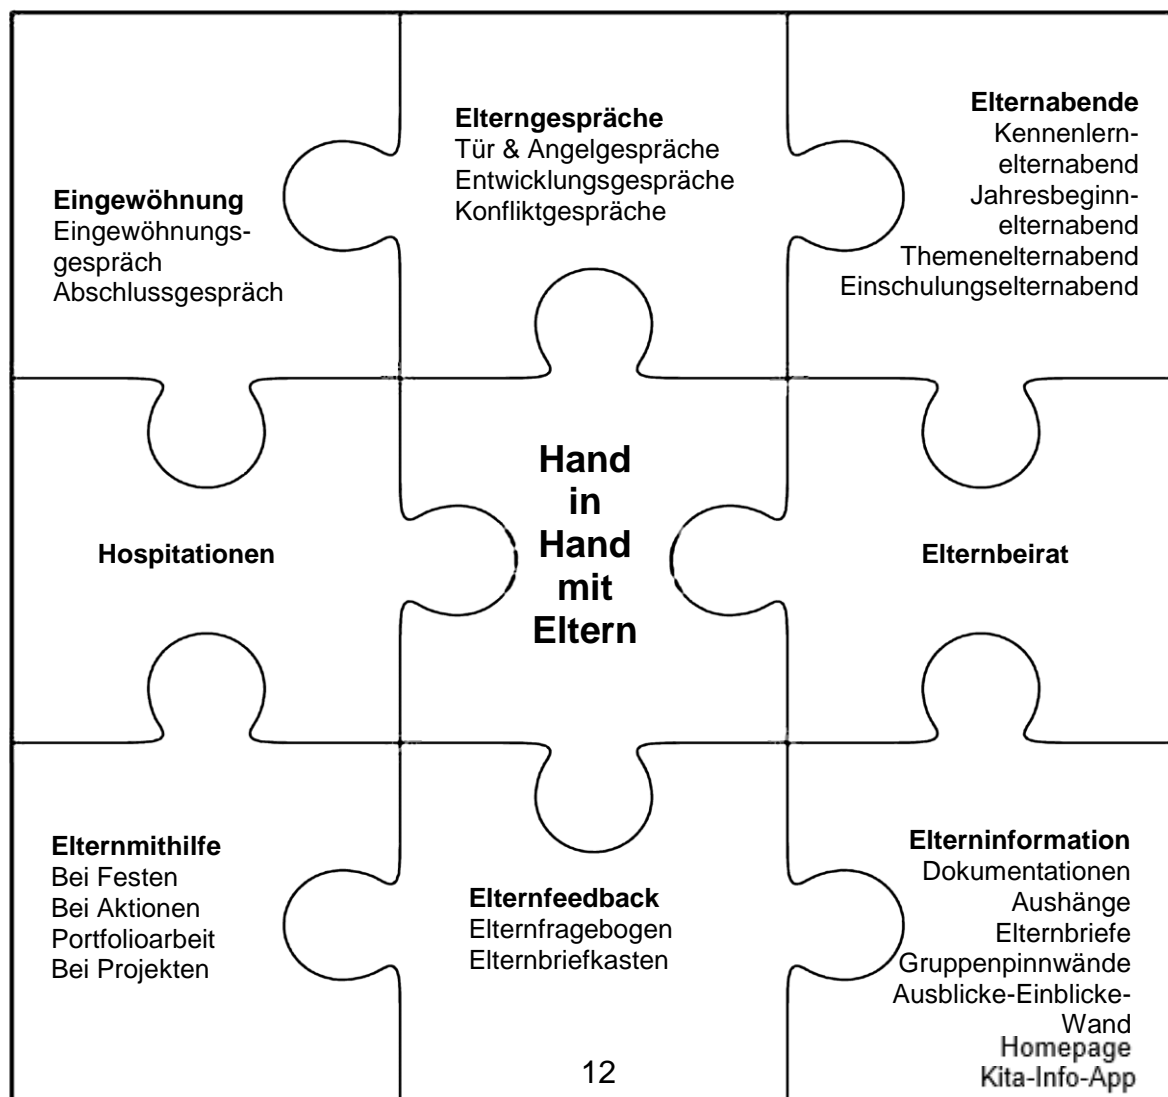 Eingewöhnung
Eingewöhnungs-
gespräch
Abschlussgespräch
Elterngespräche
Tür & Angelgespräche
Entwicklungsgespräche
Konfliktgespräche
Elternabende
Kennenlern-
elternabend
Jahresbeginn-
elternabend
Themenelternabend
Einschulungselternabend
Hospitationen
Hand
in
Hand
mit
Eltern
Elternbeirat
Elternmithilfe
Bei Festen
Bei Aktionen
Portfolioarbeit
Bei Projekten
Elternfeedback
Elternfragebogen
Elternbriefkasten
Elterninformation
Dokumentationen
Aushänge
Elternbriefe
Gruppenpinnwände
Ausblicke-Einblicke-
Wand
Homepage
Kita-Info-App
12